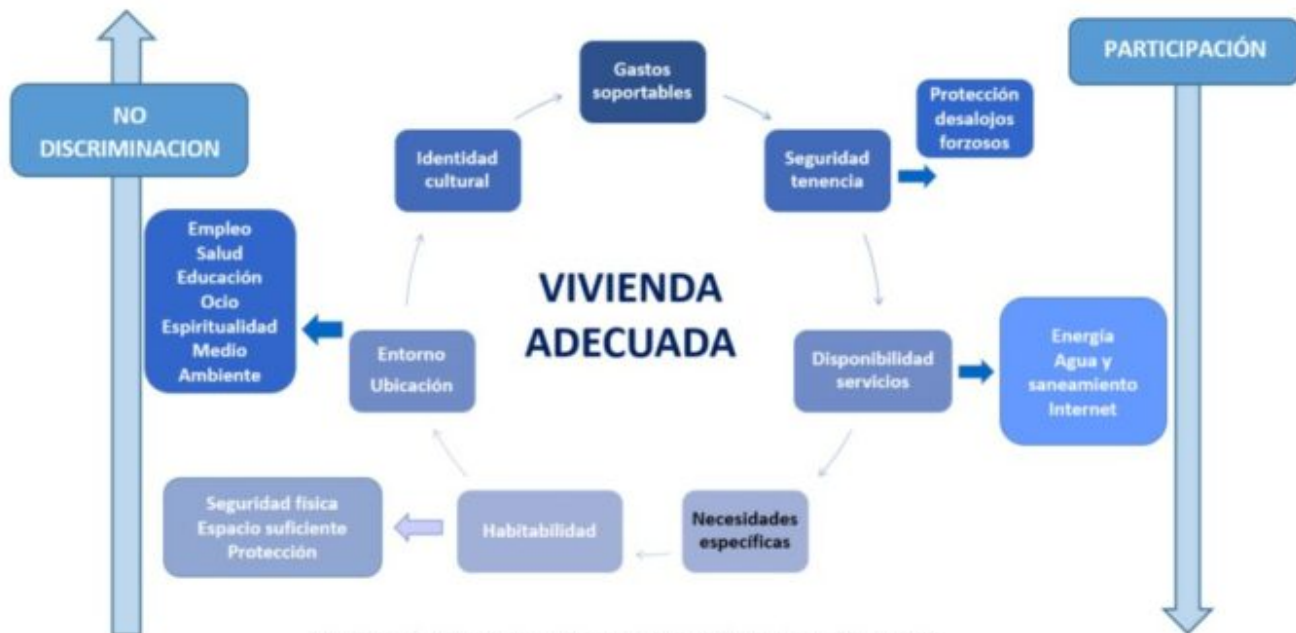 NO
DISCRIMINACION
PARTICIPACIÓN
Gastos
soportables
Protección
desalojos
forzosos
Seguridad
tenencia
Identidad
cultural
Empleo
Salud
Educación
Ocio
Espiritualidad
Medio
Ambiente
VIVIENDA
ADECUADA
Entorno
Ubicación
Disponibilidad
servicios
Energía
Agua y
saneamiento
Internet
Seguridad física
Espacio suficiente
Protección
Habitabilidad
Necesidades
específicas